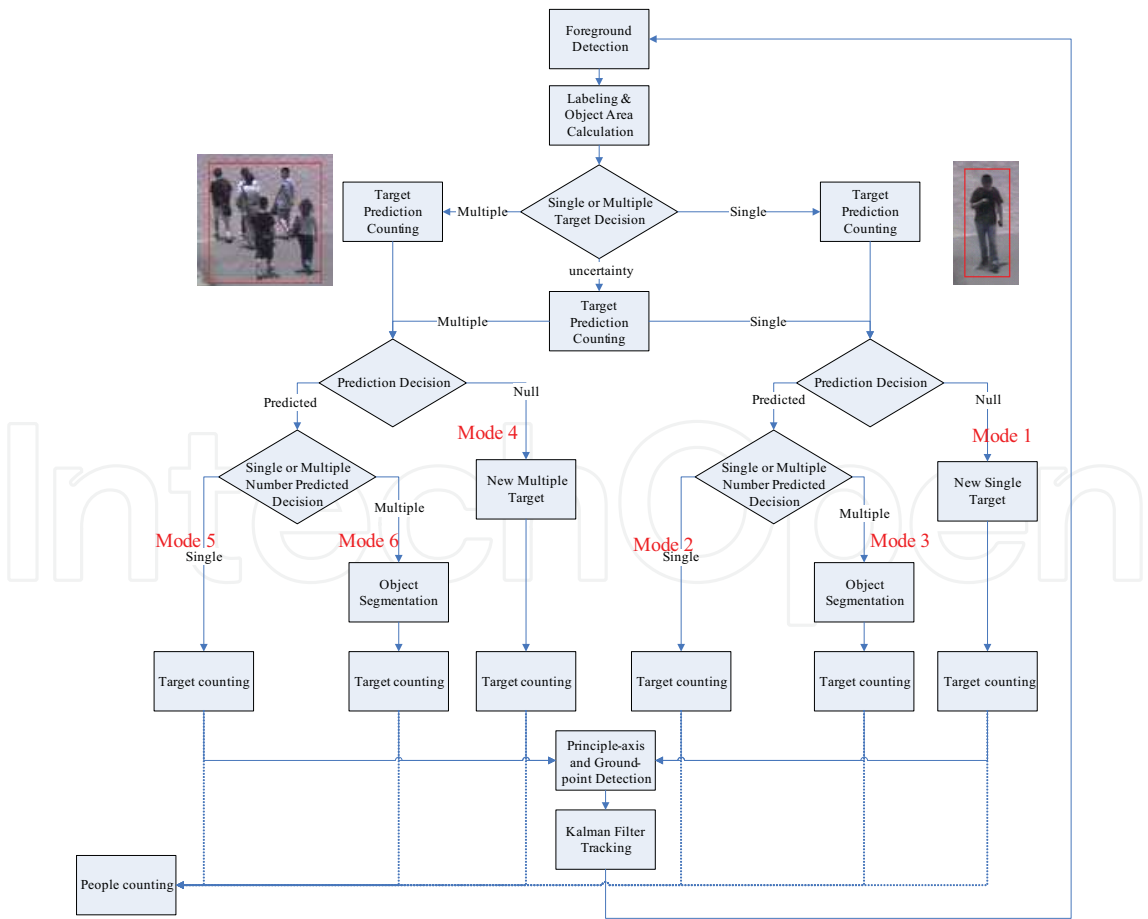 Foreground
Detection
Labeling &
Object Area
Calculation
Target
Prediction
Counting
Multiple
Single or Multiple
Target Decision
Single
Target
Prediction
Counting
uncertainty
Multiple
Target
Prediction
Counting
Single
Prediction Decision
Prediction Decision
Predicted
Null
Predicted
Null
Mode 4
Mode 1
Single or Multiple
Number Predicted
Decision
New Multiple
Target
Single or Multiple
Number Predicted
Decision
New Single
Target
Multiple
Multiple
Mode 5
Single
Mode 6
Mode 2
Single
Mode 3
Object
Segmentation
Object
Segmentation
Target counting
Target counting
Target counting
Target counting
Target counting
Target counting
Principle-axis
and Ground-
point Detection
Kalman Filter
Tracking
People counting
IntechOpen